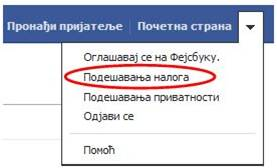 Пронађи пријатеље Почетна страна
Оглашавај се на Фејсбуку.
Подешавања налога
Подешавања приватности
Одјави се
Помоћ